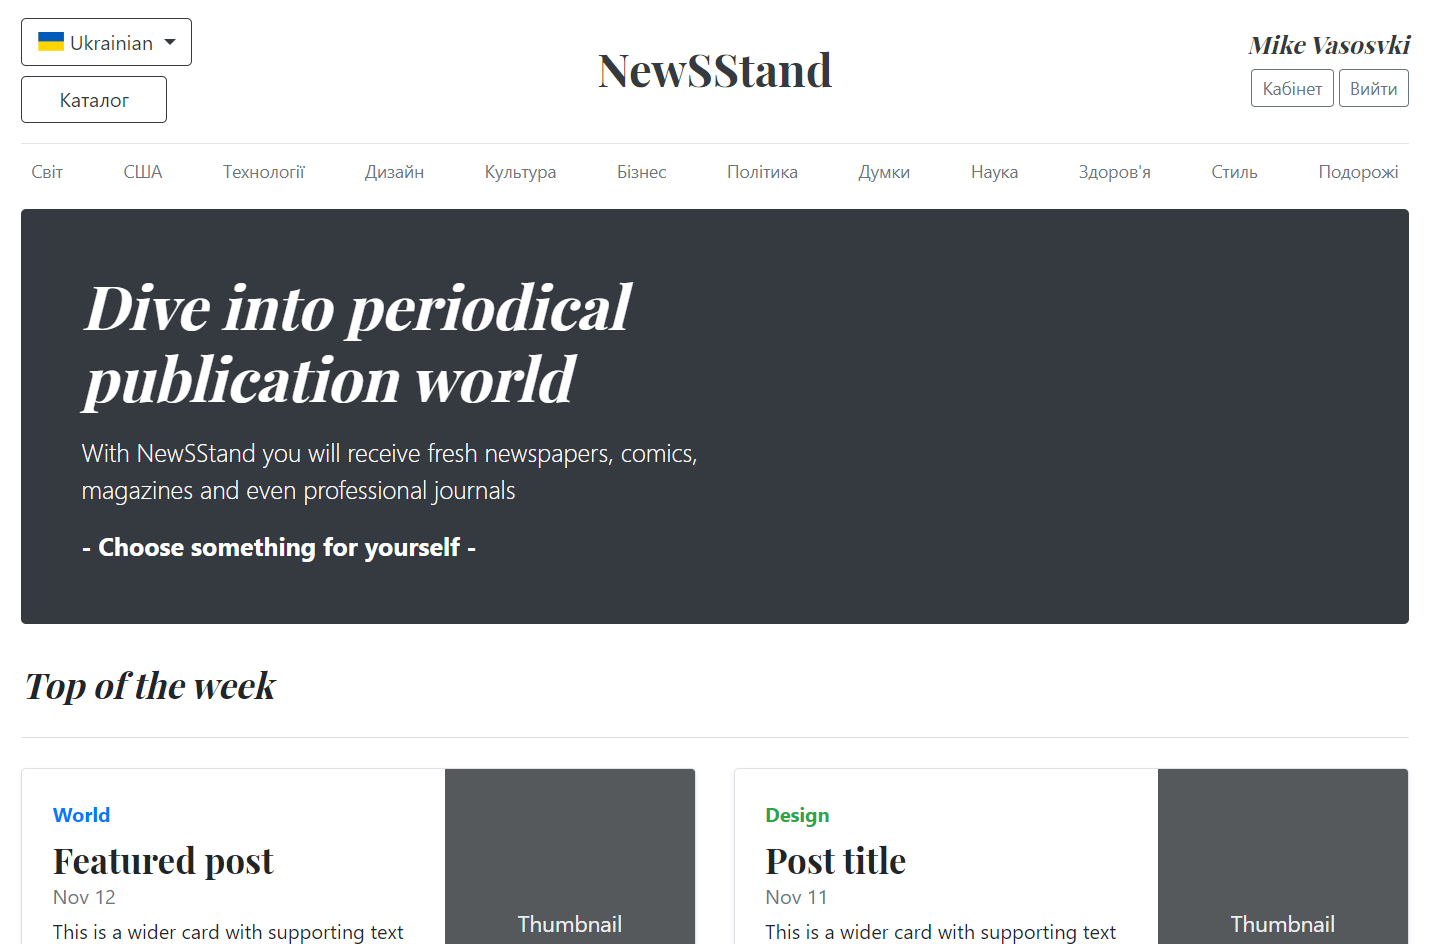 Ukrainian
Каталог
NewSStand
Mike Vasosvki
Кабінет Вийти
Світ США Технології Дизайн Культура Бізнес Політика Думки Наука Здоров'я Стиль Подорожі
Dive into periodical
publication world
With NewSStand you will receive fresh newspapers, comics,
magazines and even professional journals
- Choose something for yourself -
Top of the week
World
Featured post
Nov 12
This is a wider card with supporting text
Thumbnail
Design
Post title
Nov 11
This is a wider card with supporting text
Thumbnail